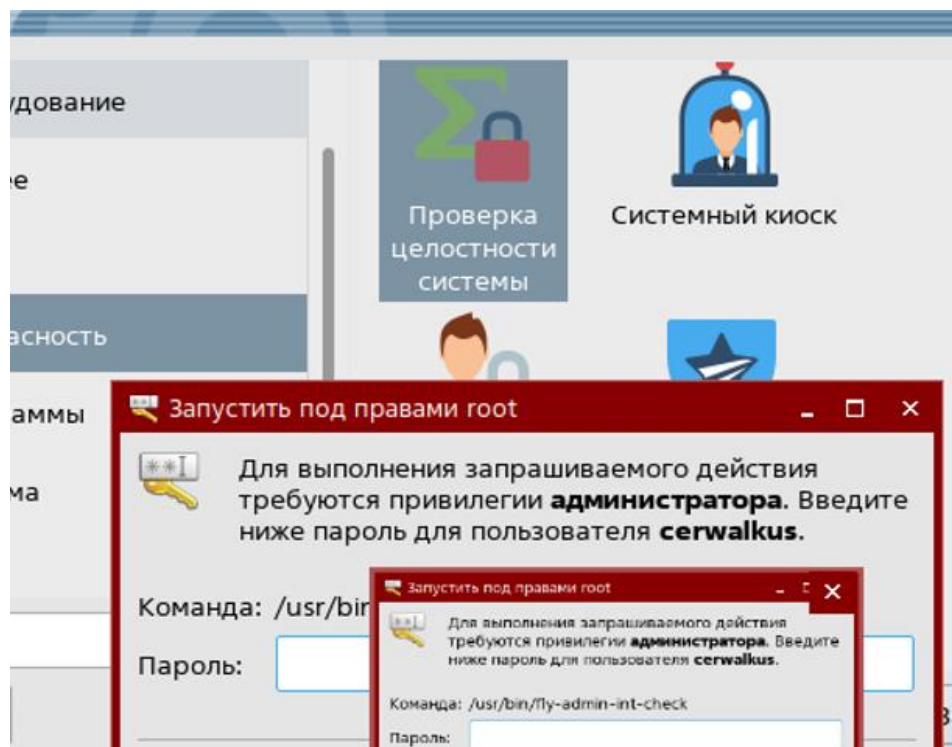 удование
ее
Проверка
целостности
системы
Системный киоск
асность
аммы
ма
Запустить под правами root
Для выполнения запрашиваемого действия
требуются привилегии администратора. Введите
ниже пароль для пользователя cerwalkus.
Команда: /usr/bin
Пароль:
Запустить под правами root
Для выполнения запрашиваемого действия
требуются привилегии администратора. Введите
ниже пароль для пользователя cerwalkus.
Команда: /usr/bin/fly-admin-int-check
Пароль: